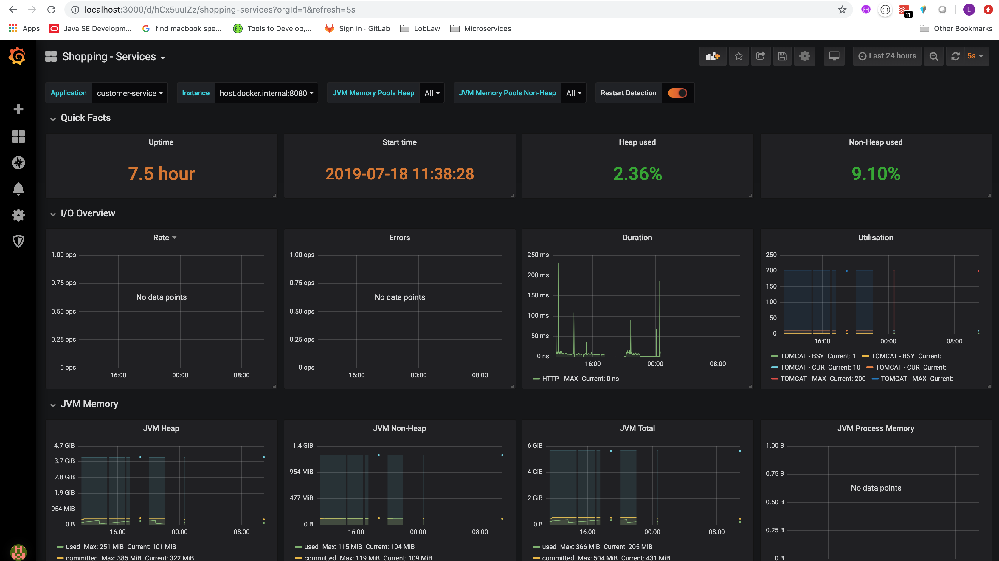 localhost:3000/d/hCx5uuIZz/shopping-services?orgId=1&refresh=5s
11
L
Apps Java SE Developm... find macbook spe... Tools to Develop,... Sign in · GitLab LobLaw Microservices Other Bookmarks
Shopping - Services
Last 24 hours 5s
Application customer-service Instance host.docker.internal:8080 JVM Memory Pools Heap All JVM Memory Pools Non-Heap All Restart Detection
Quick Facts
Uptime Start time Heap used Non-Heap used
7.5 hour 2019-07-18 11:38:28 2.36% 9.10%
I/O Overview
Rate
1.00 ops
0.75 ops
No data points
0.50 ops
0.25 ops
0 ops
16:00 00:00 08:00
Errors
1.00 ops
0.75 ops
No data points
0.50 ops
0.25 ops
0 ops
16:00 00:00 08:00
Duration
250 ms
200 ms
150 ms
100 ms
50 ms
0 ns
16:00 00:00 08:00
HTTP - MAX Current: 0 ns
Utilisation
250
200
150
100
50
0
16:00 00:00 08:00
TOMCAT - BSY Current: 1 TOMCAT - BSY Current:
TOMCAT - CUR Current: 10 TOMCAT - CUR Current:
TOMCAT - MAX Current: 200 TOMCAT - MAX Current:
JVM Memory
JVM Heap
4.7 GiB
3.7 GiB
2.8 GiB
1.9 GiB
954 MiB
0 B
16:00 00:00 08:00
used Max: 251 MiB Current: 101 MiB
committed Max: 385 MiB Current: 322 MiB
JVM Non-Heap
1.4 GiB
954 MiB
477 MiB
0 B
16:00 00:00 08:00
used Max: 115 MiB Current: 104 MiB
committed Max: 119 MiB Current: 109 MiB
JVM Total
6 GiB
4 GiB
2 GiB
0 B
16:00 00:00 08:00
used Max: 366 MiB Current: 205 MiB
committed Max: 504 MiB Current: 431 MiB
JVM Process Memory
1.00 B
0.75 B
No data points
0.50 B
0.25 B
0 B